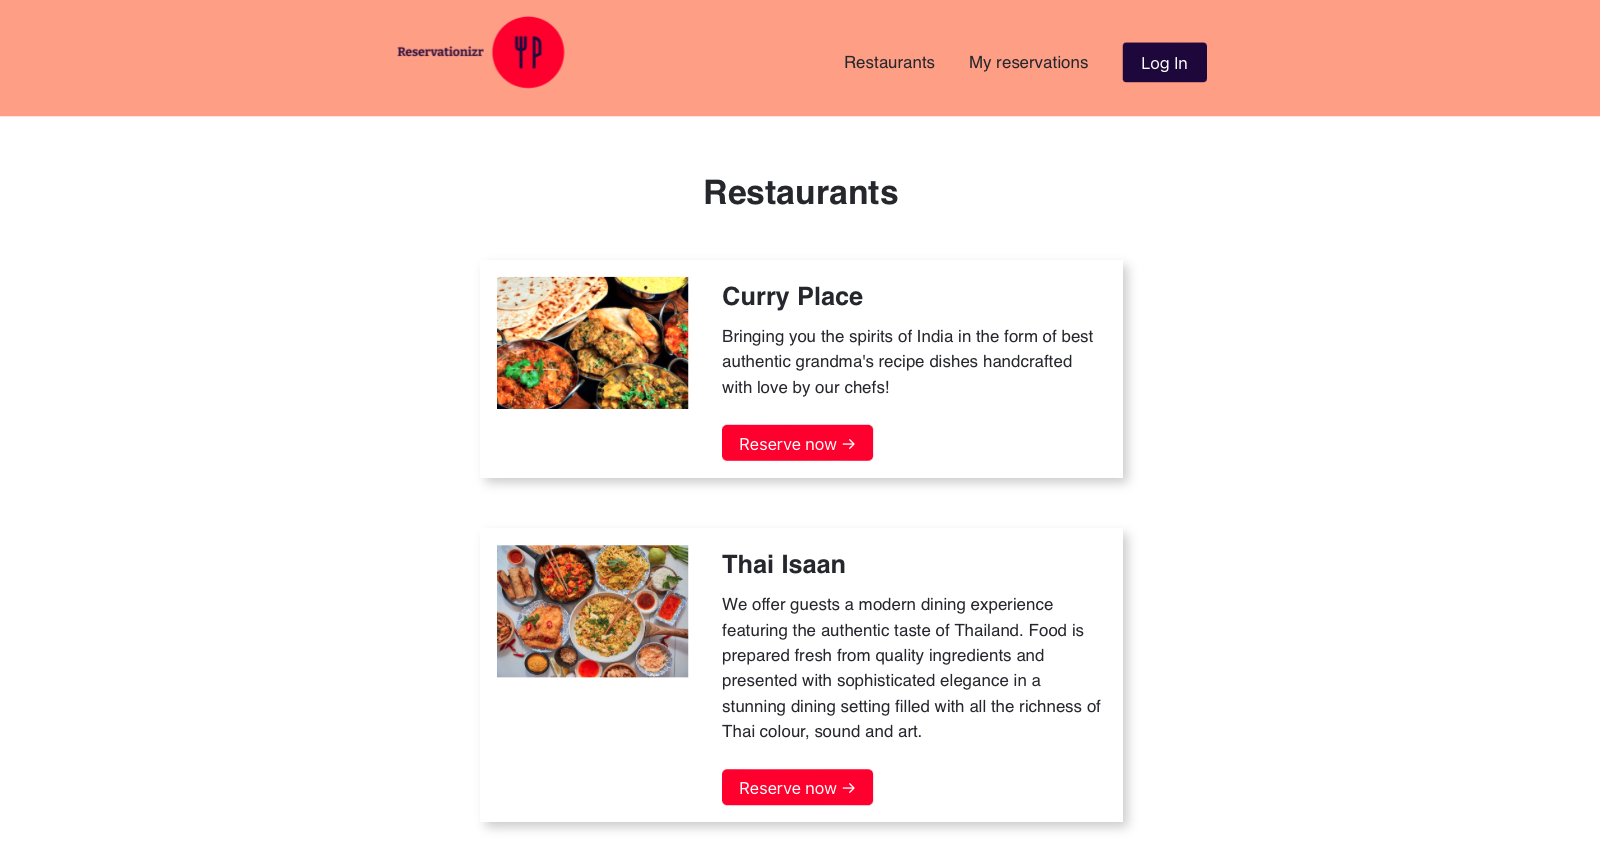 Reservationizr
Restaurants
My reservations
Log In
Restaurants
Curry Place
Bringing you the spirits of India in the form of best
authentic grandma's recipe dishes handcrafted
with love by our chefs!
Reserve now →
Thai Isaan
We offer guests a modern dining experience
featuring the authentic taste of Thailand. Food is
prepared fresh from quality ingredients and
presented with sophisticated elegance in a
stunning dining setting filled with all the richness of
Thai colour, sound and art.
Reserve now →